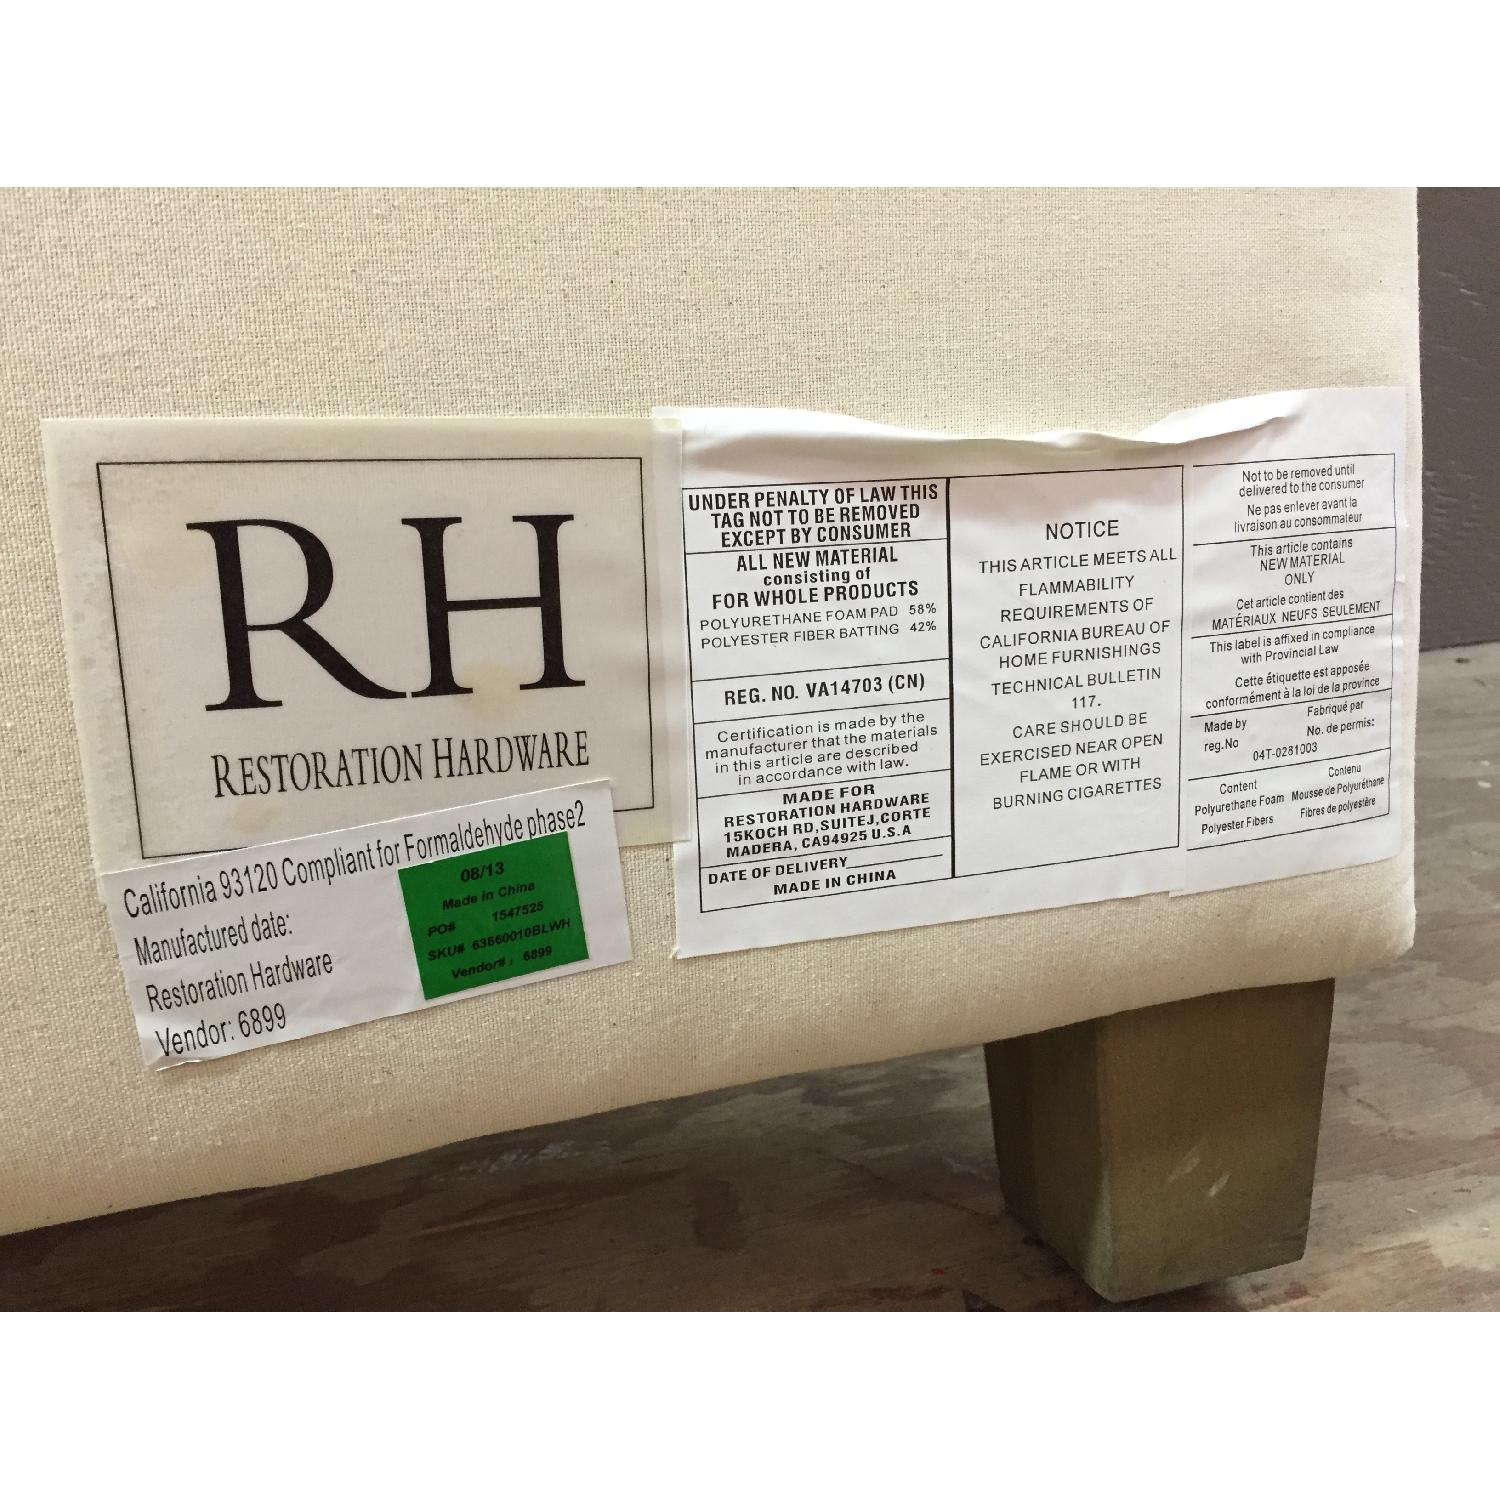 RH
RESTORATION HARDWARE
California 93120 Compliant for Formaldehyde phase2
Manufactured date:
Restoration Hardware
Vendor: 6899
08/13
Made in China
PO# 1547525
SKU# 63660010BLWH
Vendor#: 6899
UNDER PENALTY OF LAW THIS
TAG NOT TO BE REMOVED
EXCEPT BY CONSUMER
ALL NEW MATERIAL
consisting of
FOR WHOLE PRODUCTS
POLYURETHANE FOAM PAD 58%
POLYESTER FIBER BATTING 42%
REG. NO. VA14703 (CN)
Certification is made by the
manufacturer that the materials
in this article are described
in accordance with law.
MADE FOR
RESTORATION HARDWARE
15KOCH RD,SUITEJ,CORTE
MADERA, CA94925 U.S.A
DATE OF DELIVERY
MADE IN CHINA
NOTICE
THIS ARTICLE MEETS ALL
FLAMMABILITY
REQUIREMENTS OF
CALIFORNIA BUREAU OF
HOME FURNISHINGS
TECHNICAL BULLETIN
117.
CARE SHOULD BE
EXERCISED NEAR OPEN
FLAME OR WITH
BURNING CIGARETTES
Not to be removed until
delivered to the consumer
Ne pas enlever avant la
livraison au consommateur
This article contains
NEW MATERIAL
ONLY
Cet article contient des
MATÉRIAUX NEUFS SEULEMENT
This label is affixed in compliance
with Provincial Law
Cette étiquette est apposée
conformément à la loi de la province
Made by Fabriqué par
reg.No No. de permis:
04T-0281003
Content Contenu
Polyurethane Foam Mousse de Polyuréthane
Polyester Fibers Fibres de polyestère